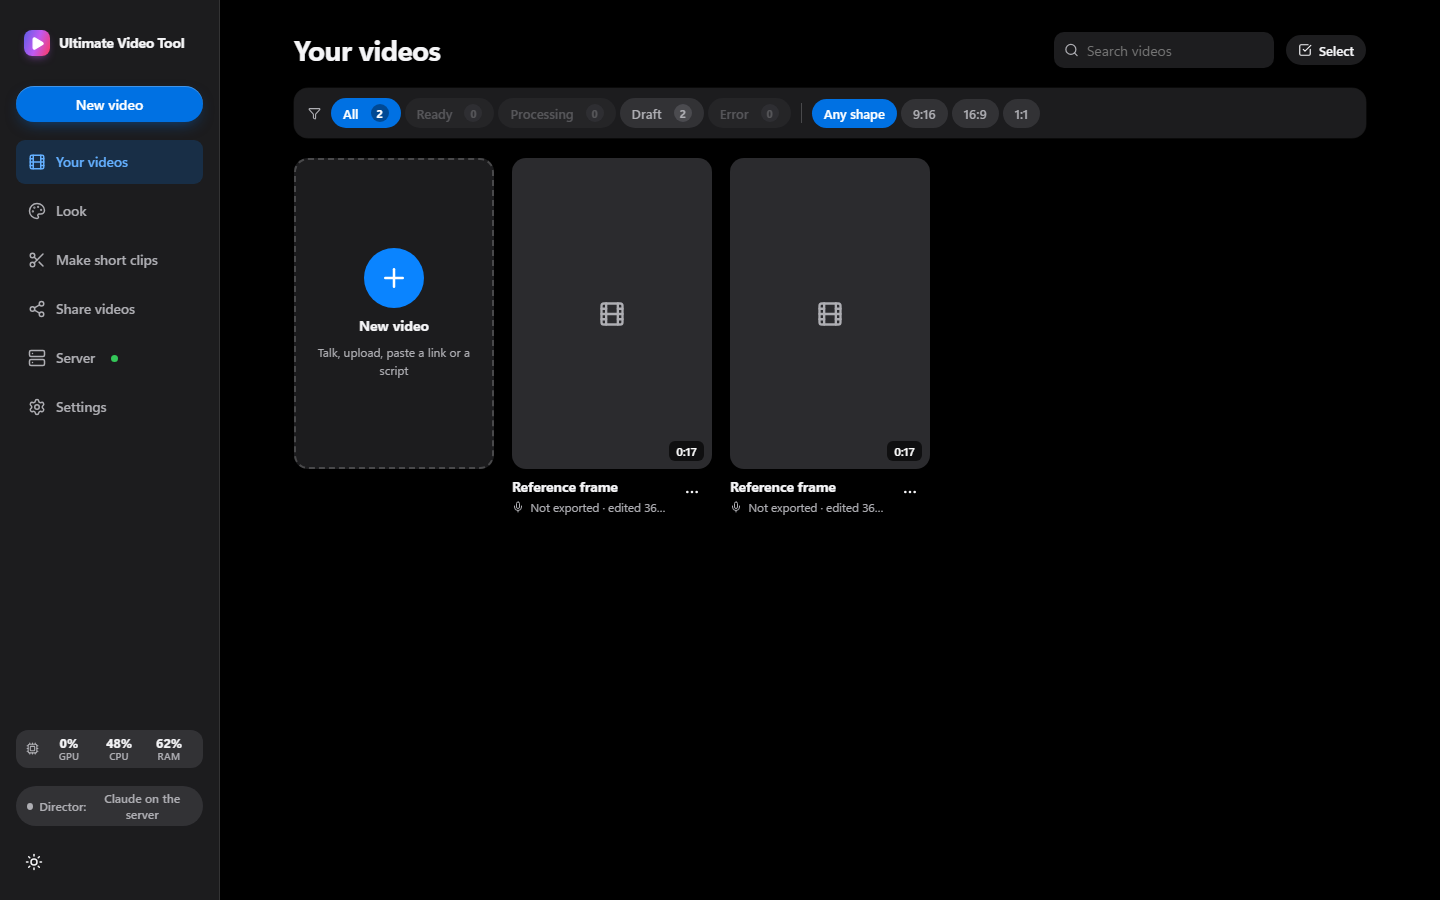 Ultimate Video Tool
New video
Your videos
Look
Make short clips
Share videos
Server
Settings
0% 48% 62%
GPU CPU RAM
Director: Claude on the
server
Your videos
Search videos
Select
All 2 Ready 0 Processing 0 Draft 2 Error 0 Any shape 9:16 16:9 1:1
New video
Talk, upload, paste a link or a
script
0:17
Reference frame ...
Not exported · edited 36...
0:17
Reference frame ...
Not exported · edited 36...